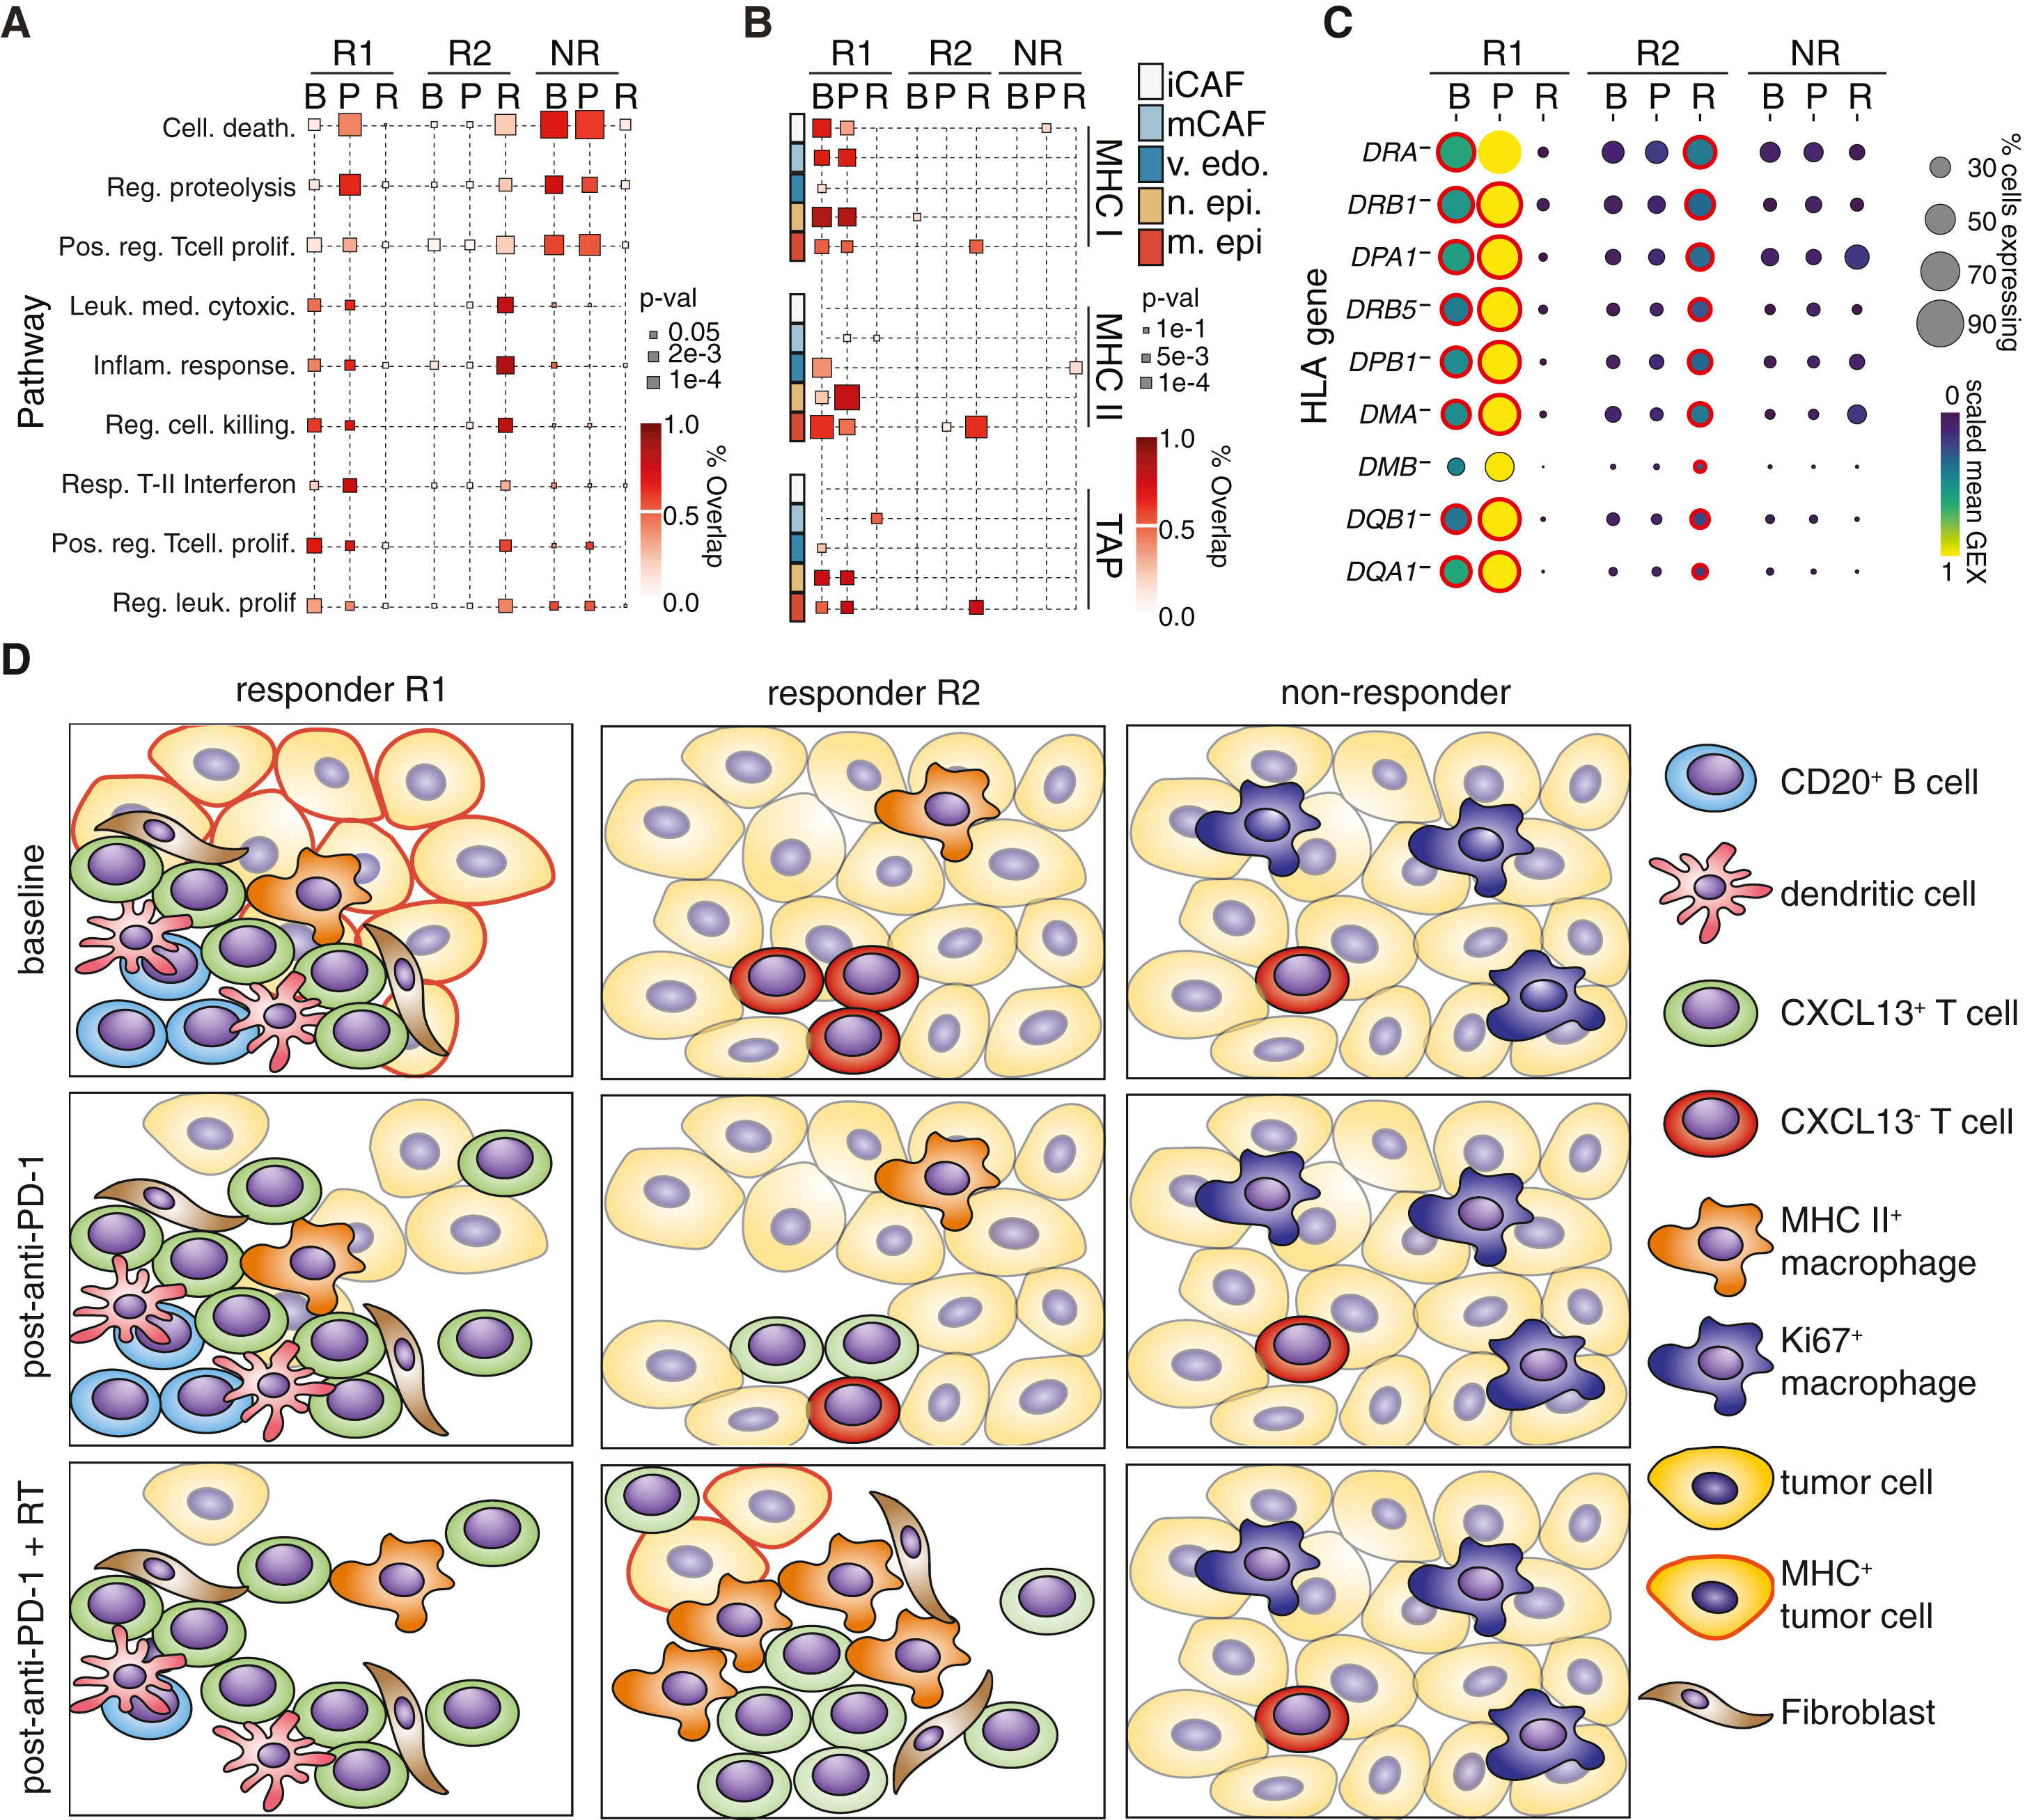 A
R1 R2 NR
B P R B P R B P R
Pathway
Cell. death.
Reg. proteolysis
Pos. reg. Tcell prolif.
Leuk. med. cytoxic.
Inflam. response.
Reg. cell. killing.
Resp. T-II Interferon
Pos. reg. Tcell. prolif.
Reg. leuk. prolif
p-val
0.05
2e-3
1e-4
1.0
0.5
0.0
% Overlap
B
R1 R2 NR
B P R B P R B P R
MHC I
MHC II
TAP
iCAF
mCAF
v. edo.
n. epi.
m. epi
p-val
1e-1
5e-3
1e-4
1.0
0.5
0.0
% Overlap
C
R1 R2 NR
B P R B P R B P R
HLA gene
DRA
DRB1
DPA1
DRB5
DPB1
DMA
DMB
DQB1
DQA1
30
50
70
90
% cells expressing
0
1
scaled mean GEX
D
responder R1 responder R2 non-responder
baseline
post-anti-PD-1
post-anti-PD-1 + RT
CD20⁺ B cell
dendritic cell
CXCL13⁺ T cell
CXCL13⁻ T cell
MHC II⁺
macrophage
Ki67⁺
macrophage
tumor cell
MHC⁺
tumor cell
Fibroblast